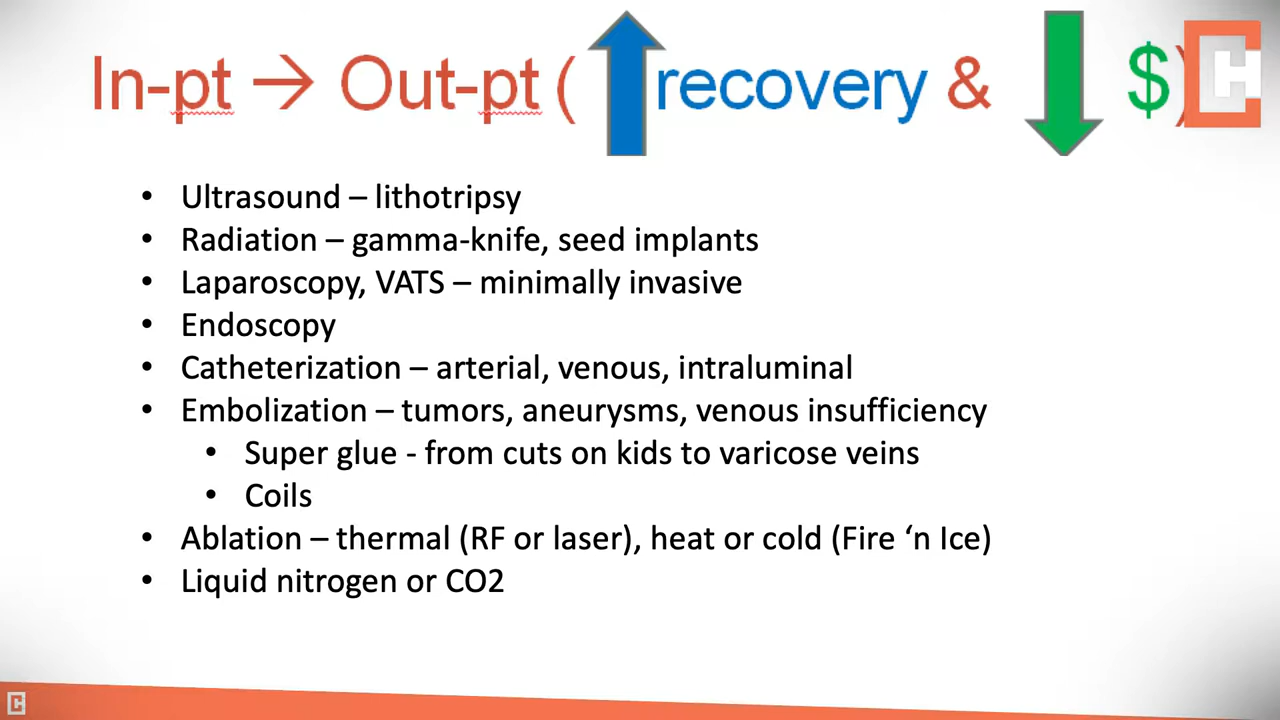 In-pt → Out-pt ( recovery & $)
CH
• Ultrasound – lithotripsy
• Radiation – gamma-knife, seed implants
• Laparoscopy, VATS – minimally invasive
• Endoscopy
• Catheterization – arterial, venous, intraluminal
• Embolization – tumors, aneurysms, venous insufficiency
• Super glue - from cuts on kids to varicose veins
• Coils
• Ablation – thermal (RF or laser), heat or cold (Fire ‘n Ice)
• Liquid nitrogen or CO2